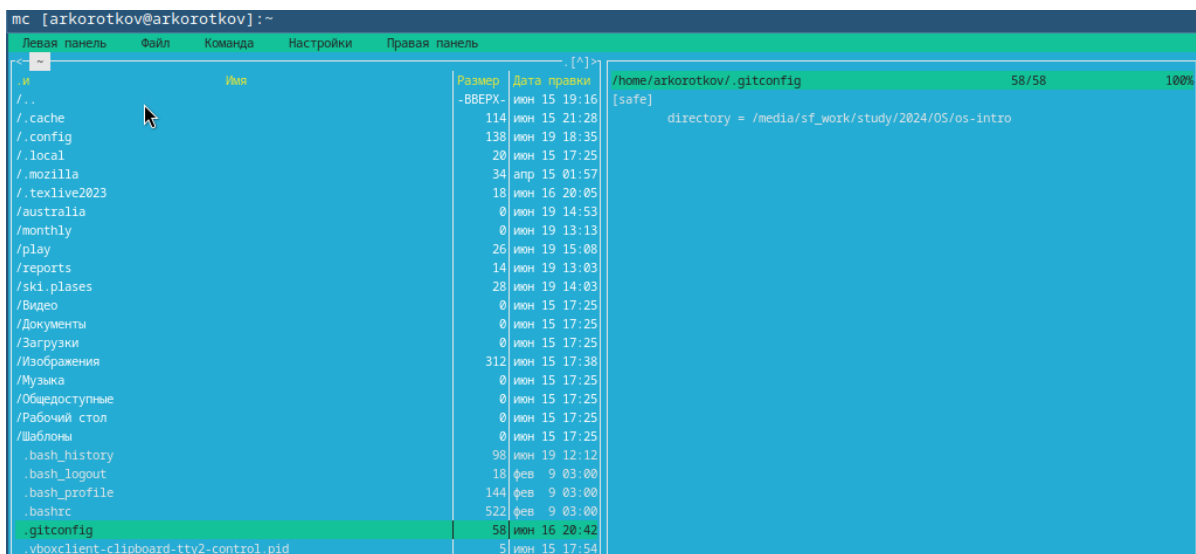 mc [arkorotkov@arkorotkov]:~
Левая панель Файл Команда Настройки Правая панель
<- ~ .[^]>
.и Имя Размер Дата правки
/.. -ВВЕРХ- июн 15 19:16
/.cache 114 июн 15 21:28
/.config 138 июн 19 18:35
/.local 20 июн 15 17:25
/.mozilla 34 апр 15 01:57
/.texlive2023 18 июн 16 20:05
/australia 0 июн 19 14:53
/monthly 0 июн 19 13:13
/play 26 июн 19 15:08
/reports 14 июн 19 13:03
/ski.plases 28 июн 19 14:03
/Видео 0 июн 15 17:25
/Документы 0 июн 15 17:25
/Загрузки 0 июн 15 17:25
/Изображения 312 июн 15 17:38
/Музыка 0 июн 15 17:25
/Общедоступные 0 июн 15 17:25
/Рабочий стол 0 июн 15 17:25
/Шаблоны 0 июн 15 17:25
.bash_history 98 июн 19 12:12
.bash_logout 18 фев 9 03:00
.bash_profile 144 фев 9 03:00
.bashrc 522 фев 9 03:00
.gitconfig 58 июн 16 20:42
.vboxclient-clipboard-tty2-control.pid 5 июн 15 17:54
/home/arkorotkov/.gitconfig 58/58 100%
[safe]
directory = /media/sf_work/study/2024/OS/os-intro